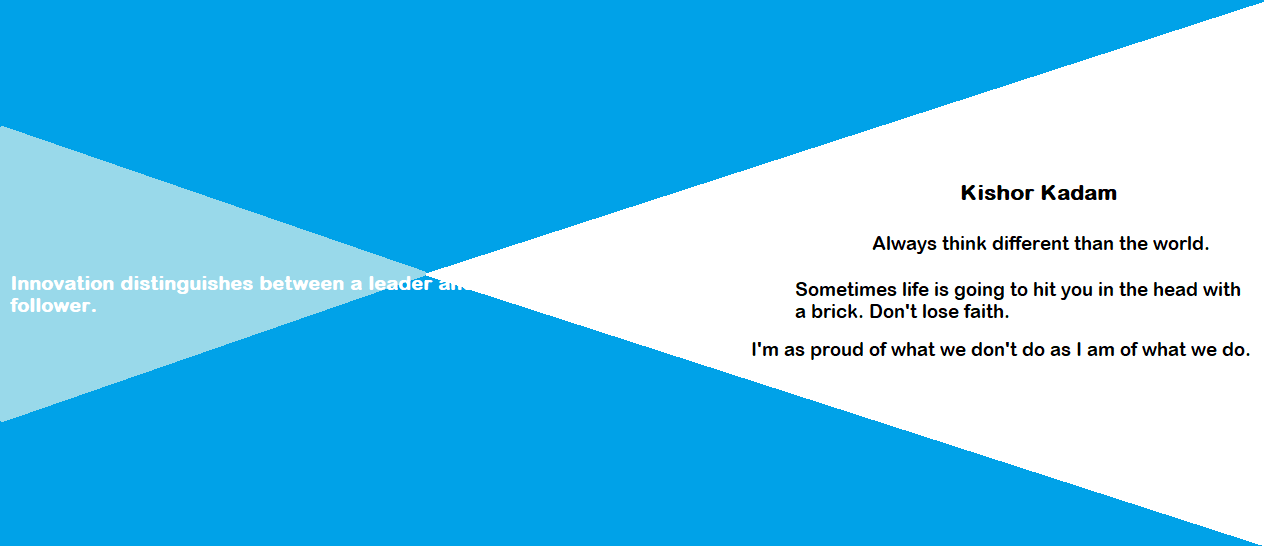 Innovation distinguishes between a leader and
follower.
Kishor Kadam
Always think different than the world.
Sometimes life is going to hit you in the head with
a brick. Don't lose faith.
I'm as proud of what we don't do as I am of what we do.